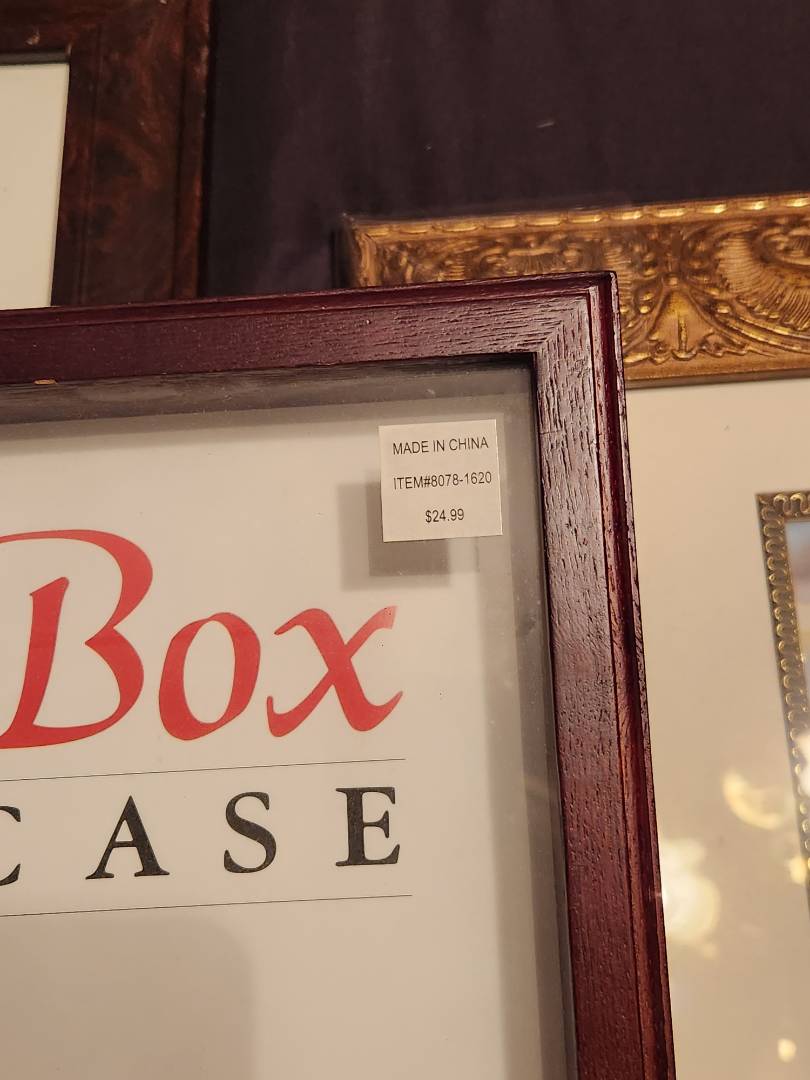 MADE IN CHINA
ITEM#8078-1620
$24.99
Box
CASE